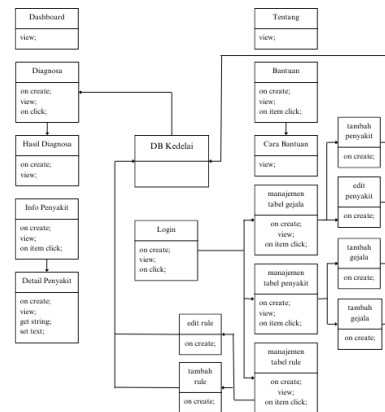 Dashboard
view;
Diagnosa
on create;
view;
on click;
Hasil Diagnosa
on create;
view;
Info Penyakit
on create;
view;
on item click;
Detail Penyakit
on create;
view;
get string;
set text;
DB Kedelai
Login
on create;
view;
on click;
edit rule
on create;
tambah
rule
on create;
Tentang
view;
Bantuan
on create;
view;
on item click;
Cara Bantuan
view;
manajemen
tabel gejala
on create;
view;
on item click;
manajemen
tabel penyakit
on create;
view;
on item click;
manajemen
tabel rule
on create;
view;
on item click;
tambah
penyakit
on create;
edit
penyakit
on create;
tambah
gejala
on create;
tambah
gejala
on create;